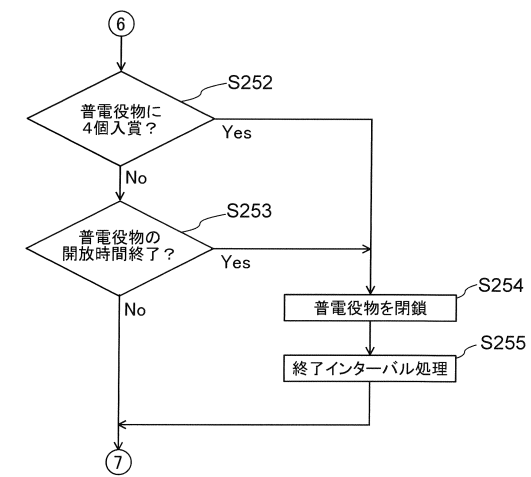 6
S252
普電役物に
4個入賞？
Yes
No
S253
普電役物の
開放時間終了？
Yes
No
S254
普電役物を閉鎖
S255
終了インターバル処理
7